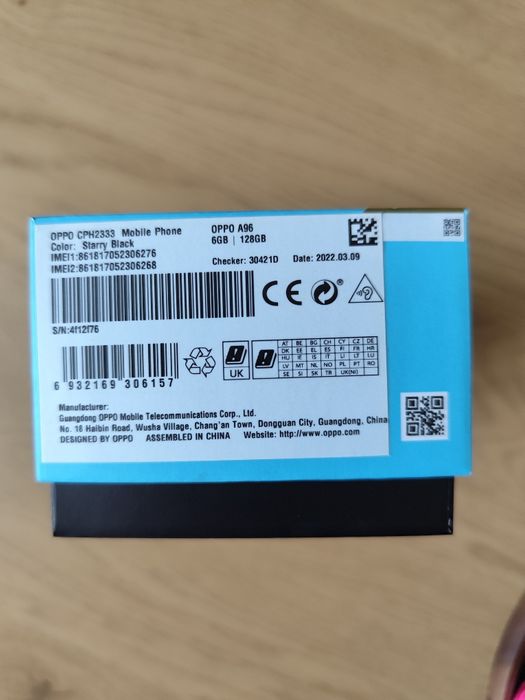 OPPO CPH2333 Mobile Phone OPPO A96
Color: Starry Black 6GB | 128GB
IMEI1:861817052306276
IMEI2:861817052306268 Checker: 30421D Date: 2022.03.09
CE
S/N:4f12f76
UK
AT BE BG CH CY CZ DE
DK EE EL ES FI FR HR
HU IE IS IT LI LT LU
LV MT NL NO PL PT RO
SE SI SK TR UK(NI)
6 932169 306157
Manufacturer:
Guangdong OPPO Mobile Telecommunications Corp., Ltd.
No. 18 Haibin Road, Wusha Village, Chang'an Town, Dongguan City, Guangdong, China
DESIGNED BY OPPO ASSEMBLED IN CHINA Website: http://www.oppo.com